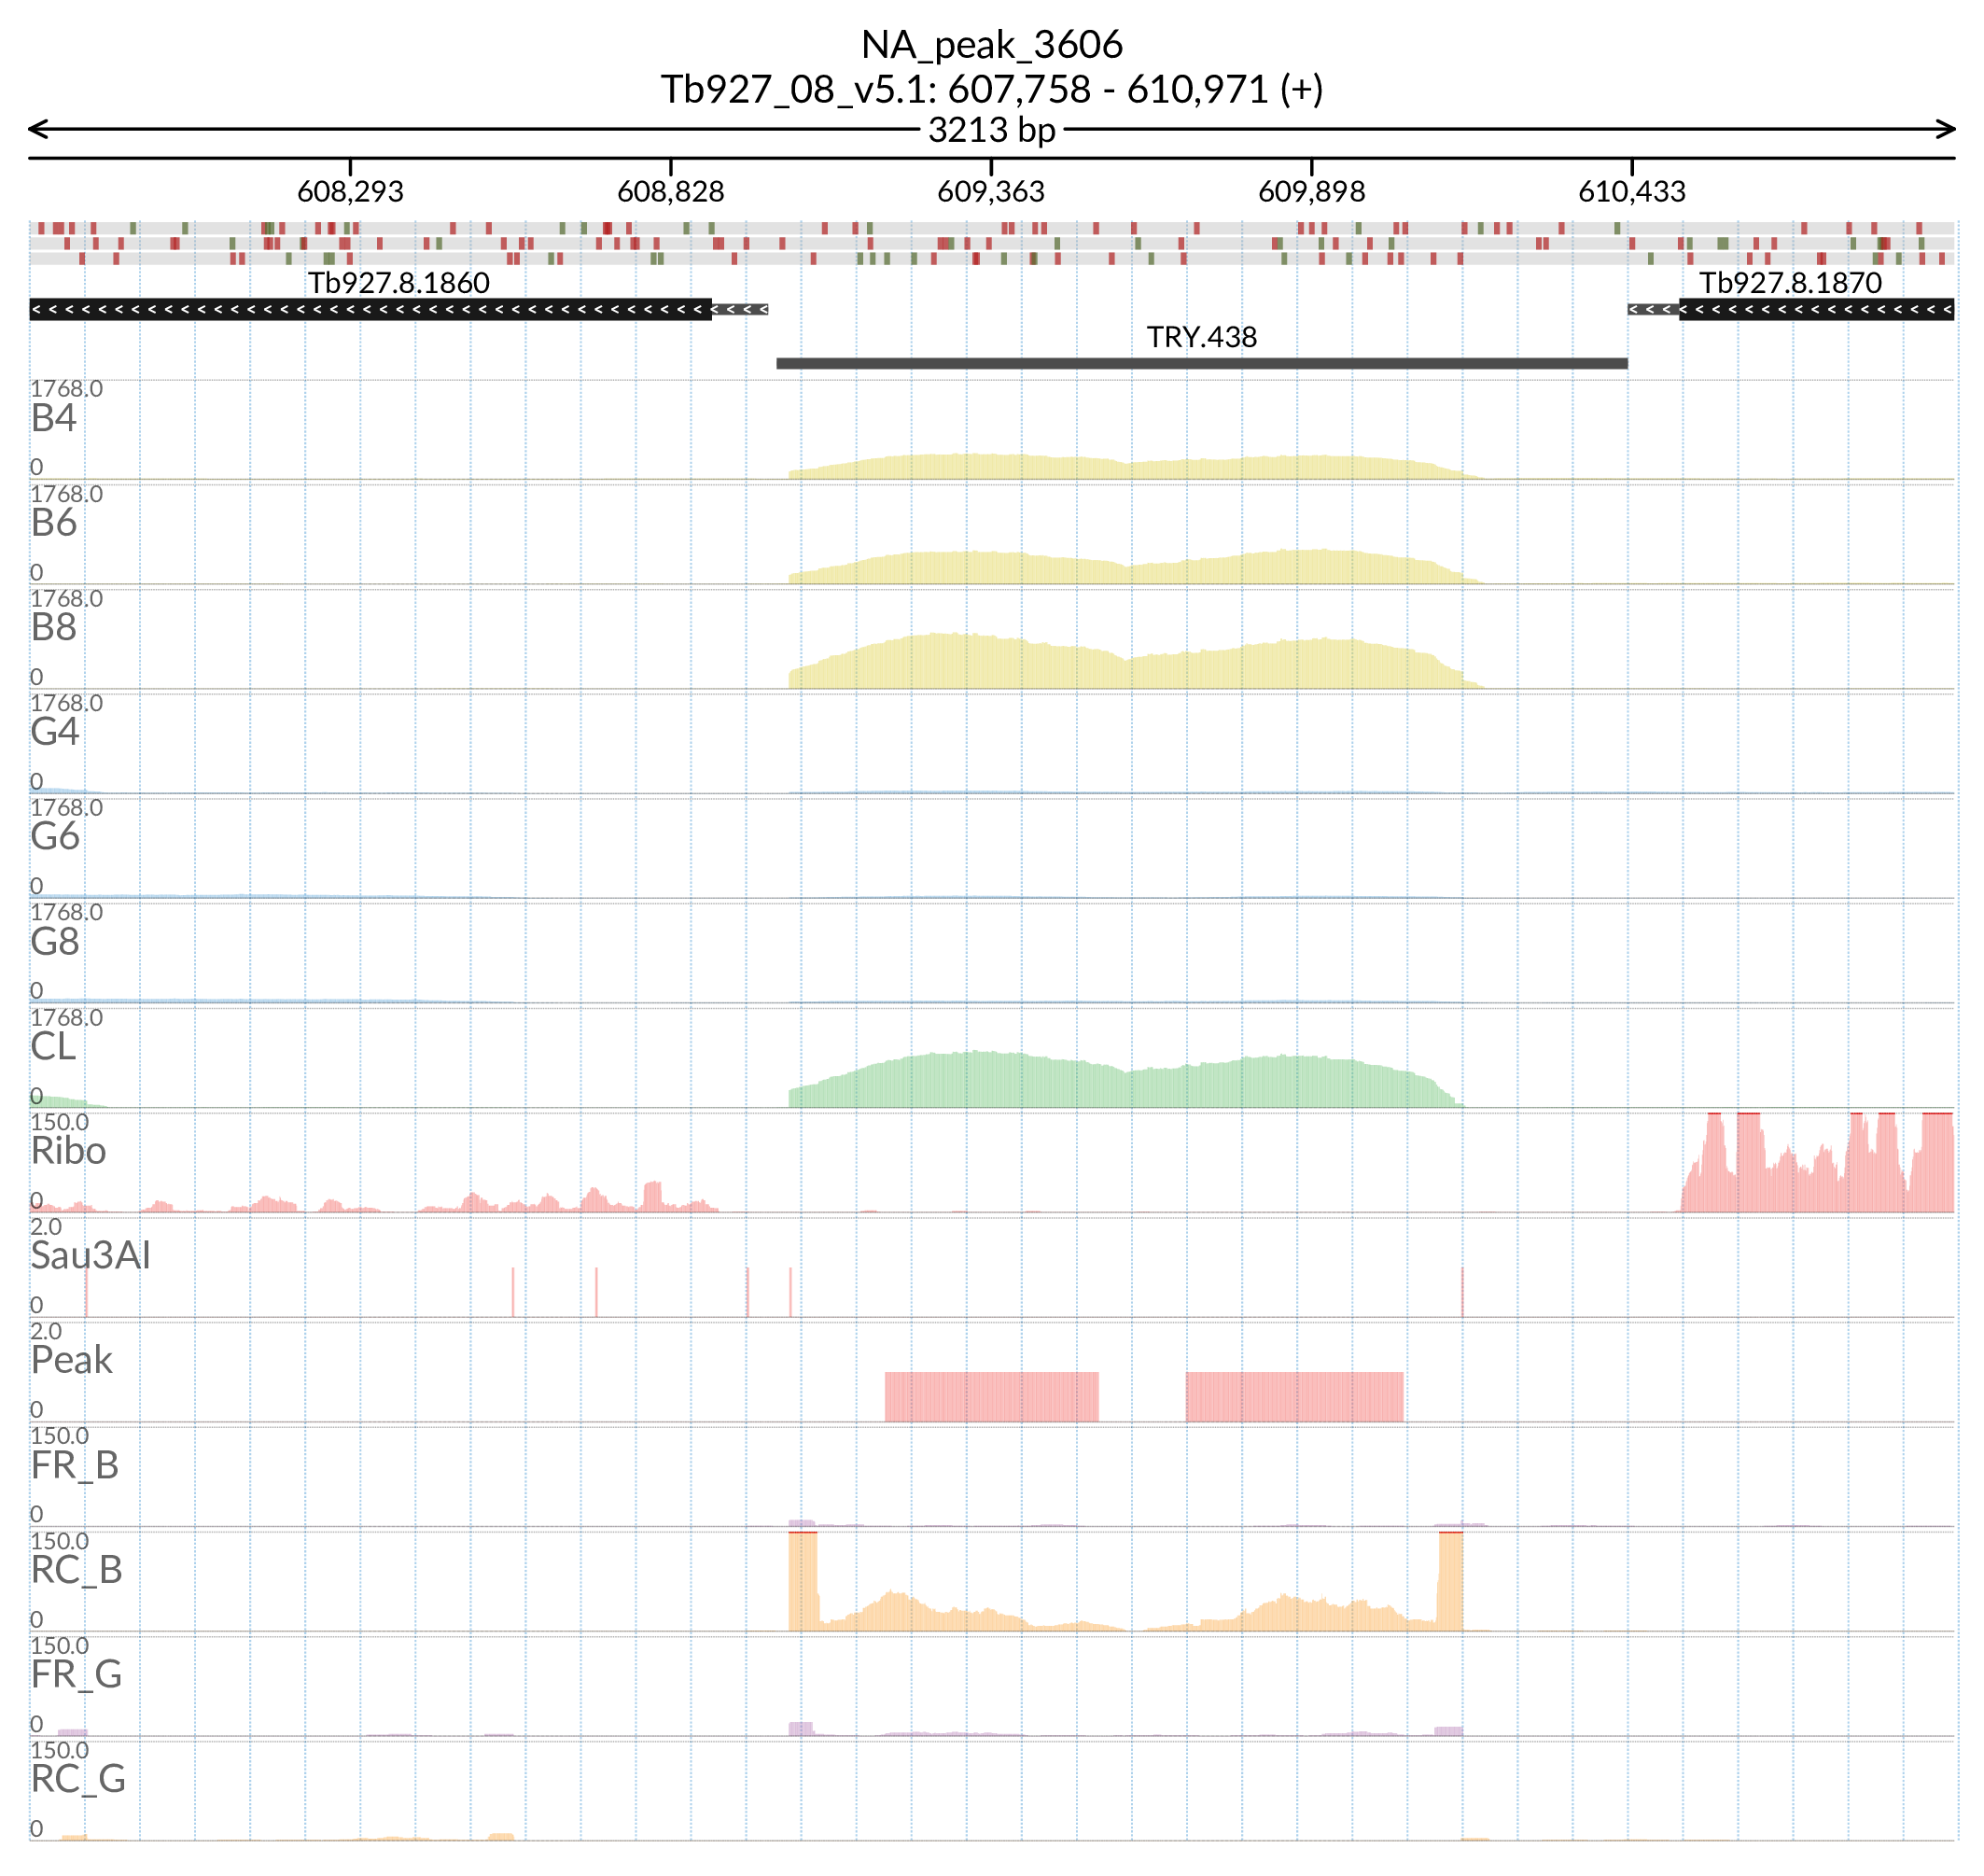 NA_peak_3606
Tb927_08_v5.1: 607,758 - 610,971 (+)
3213 bp
608,293 608,828 609,363 609,898 610,433
Tb927.8.1860 Tb927.8.1870
TRY.438
1768.0
B4
0
1768.0
B6
0
1768.0
B8
0
1768.0
G4
0
1768.0
G6
0
1768.0
G8
0
1768.0
CL
0
150.0
Ribo
0
2.0
Sau3AI
0
2.0
Peak
0
150.0
FR_B
0
150.0
RC_B
0
150.0
FR_G
0
150.0
RC_G
0